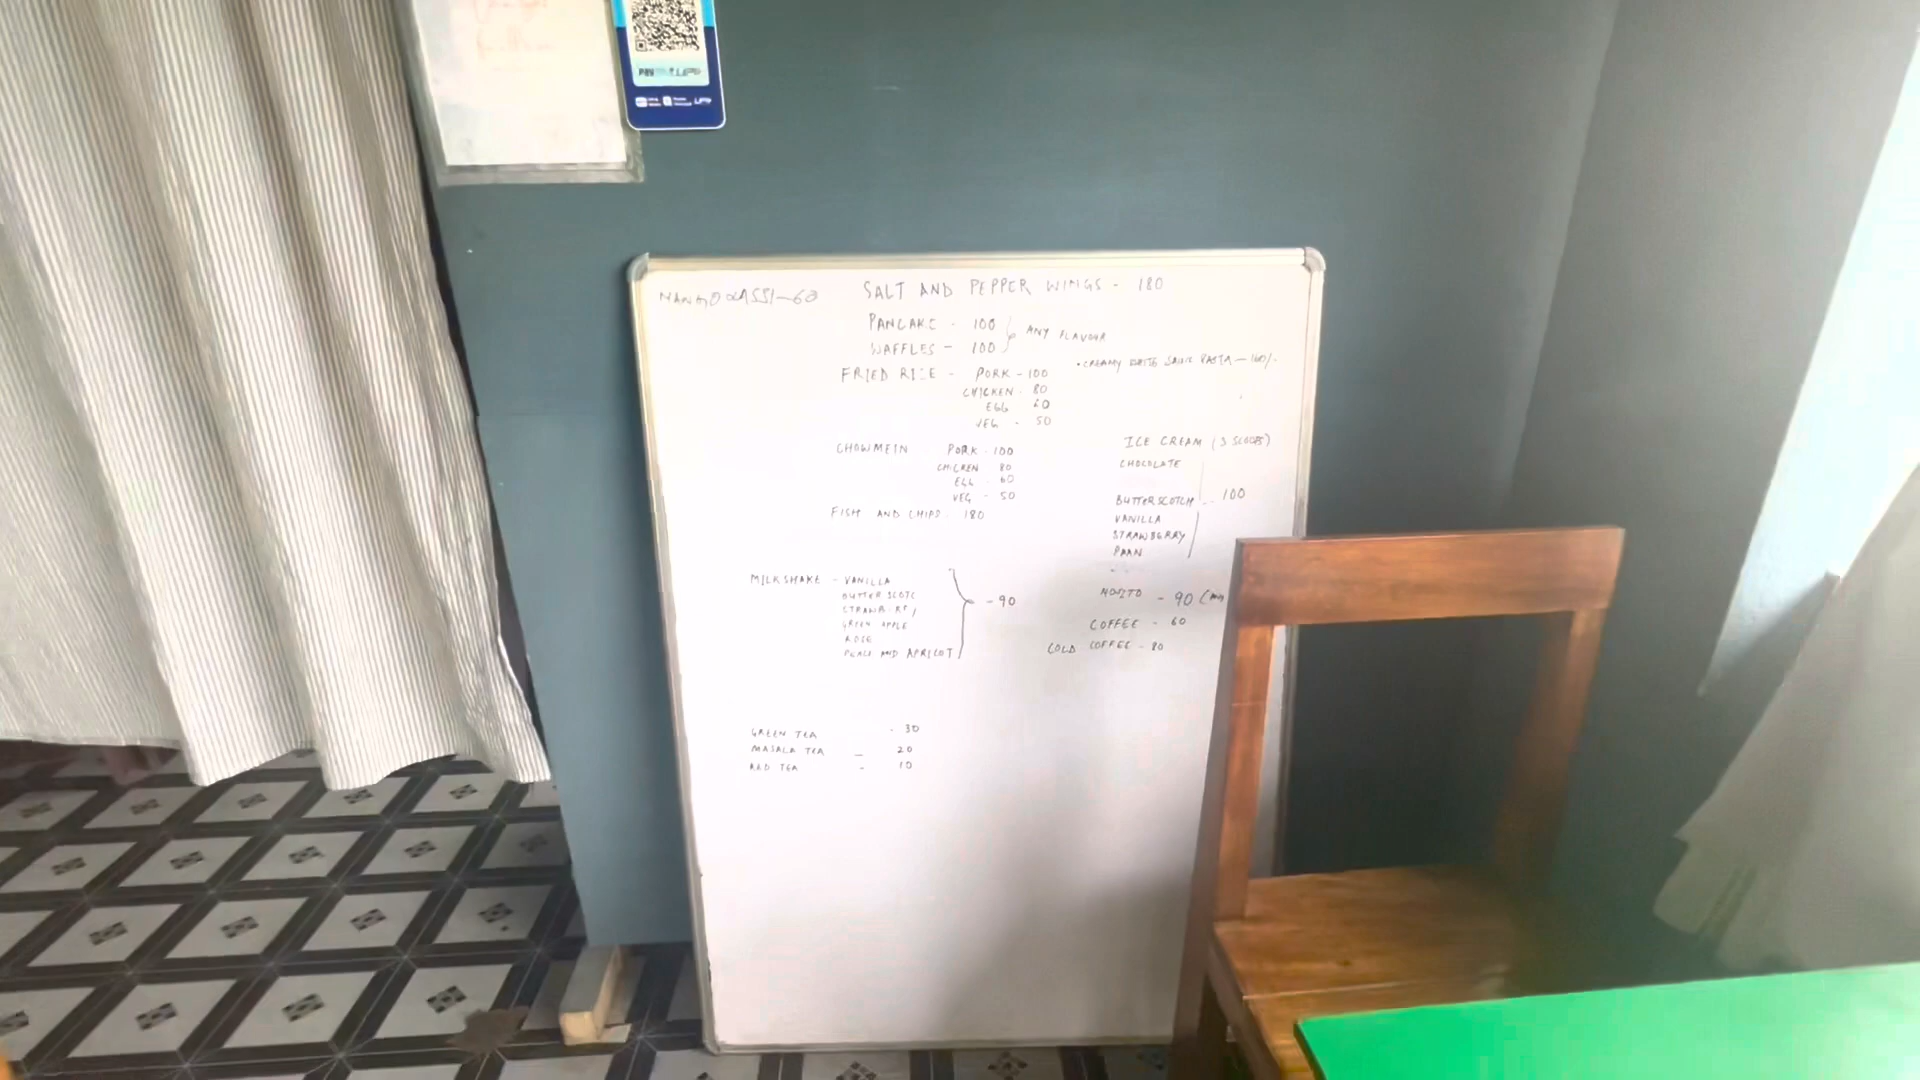 MANGO LASSI - 60
SALT AND PEPPER WINGS - 180
PANCAKE - 100
WAFFLES - 100
ANY FLAVOUR
• CREAMY WHITE SAUCE PASTA - 160/-
FRIED RICE - PORK - 100
CHICKEN - 80
EGG 60
VEG - 50
CHOWMEIN PORK - 100
CHICKEN 80
EGG - 60
VEG - 50
FISH AND CHIPS - 180
ICE CREAM (3 SCOOPS)
CHOCOLATE
BUTTERSCOTCH - 100
VANILLA
STRAWBERRY
PAAN
MILKSHAKE - VANILLA
BUTTER SCOTC
STRAWBERRY
GREEN APPLE
ROSE
PEACH AND APRICOT
- 90
MOJITO - 90
COFFEE - 60
COLD COFFEE - 80
GREEN TEA - 30
MASALA TEA - 20
RED TEA - 10